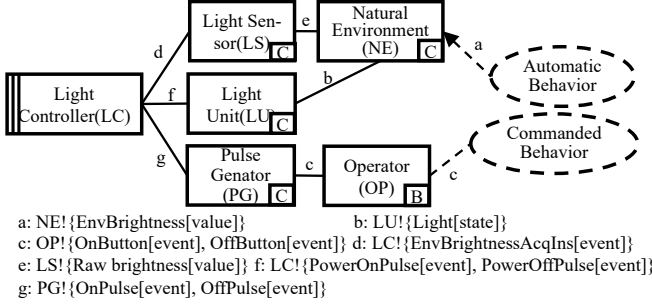 Light Sen-
sor(LS)
C
e
Natural
Environment
(NE)
C
a
Automatic
Behavior
d
b
Light
Controller(LC)
f
Light
Unit(LU)
C
Commanded
Behavior
g
Pulse
Genator
(PG)
C
c
Operator
(OP)
B
c
a: NE!{EnvBrightness[value]} b: LU!{Light[state]}
c: OP!{OnButton[event], OffButton[event]} d: LC!{EnvBrightnessAcqIns[event]}
e: LS!{Raw brightness[value]} f: LC!{PowerOnPulse[event], PowerOffPulse[event]}
g: PG!{OnPulse[event], OffPulse[event]}